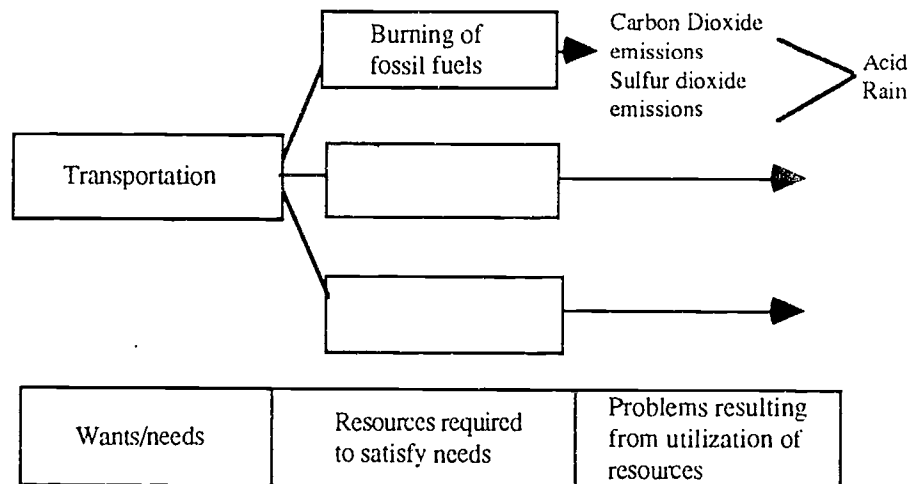 Burning of
fossil fuels
Carbon Dioxide
emissions
Sulfur dioxide
emissions
Acid
Rain
Transportation
Wants/needs
Resources required
to satisfy needs
Problems resulting
from utilization of
resources